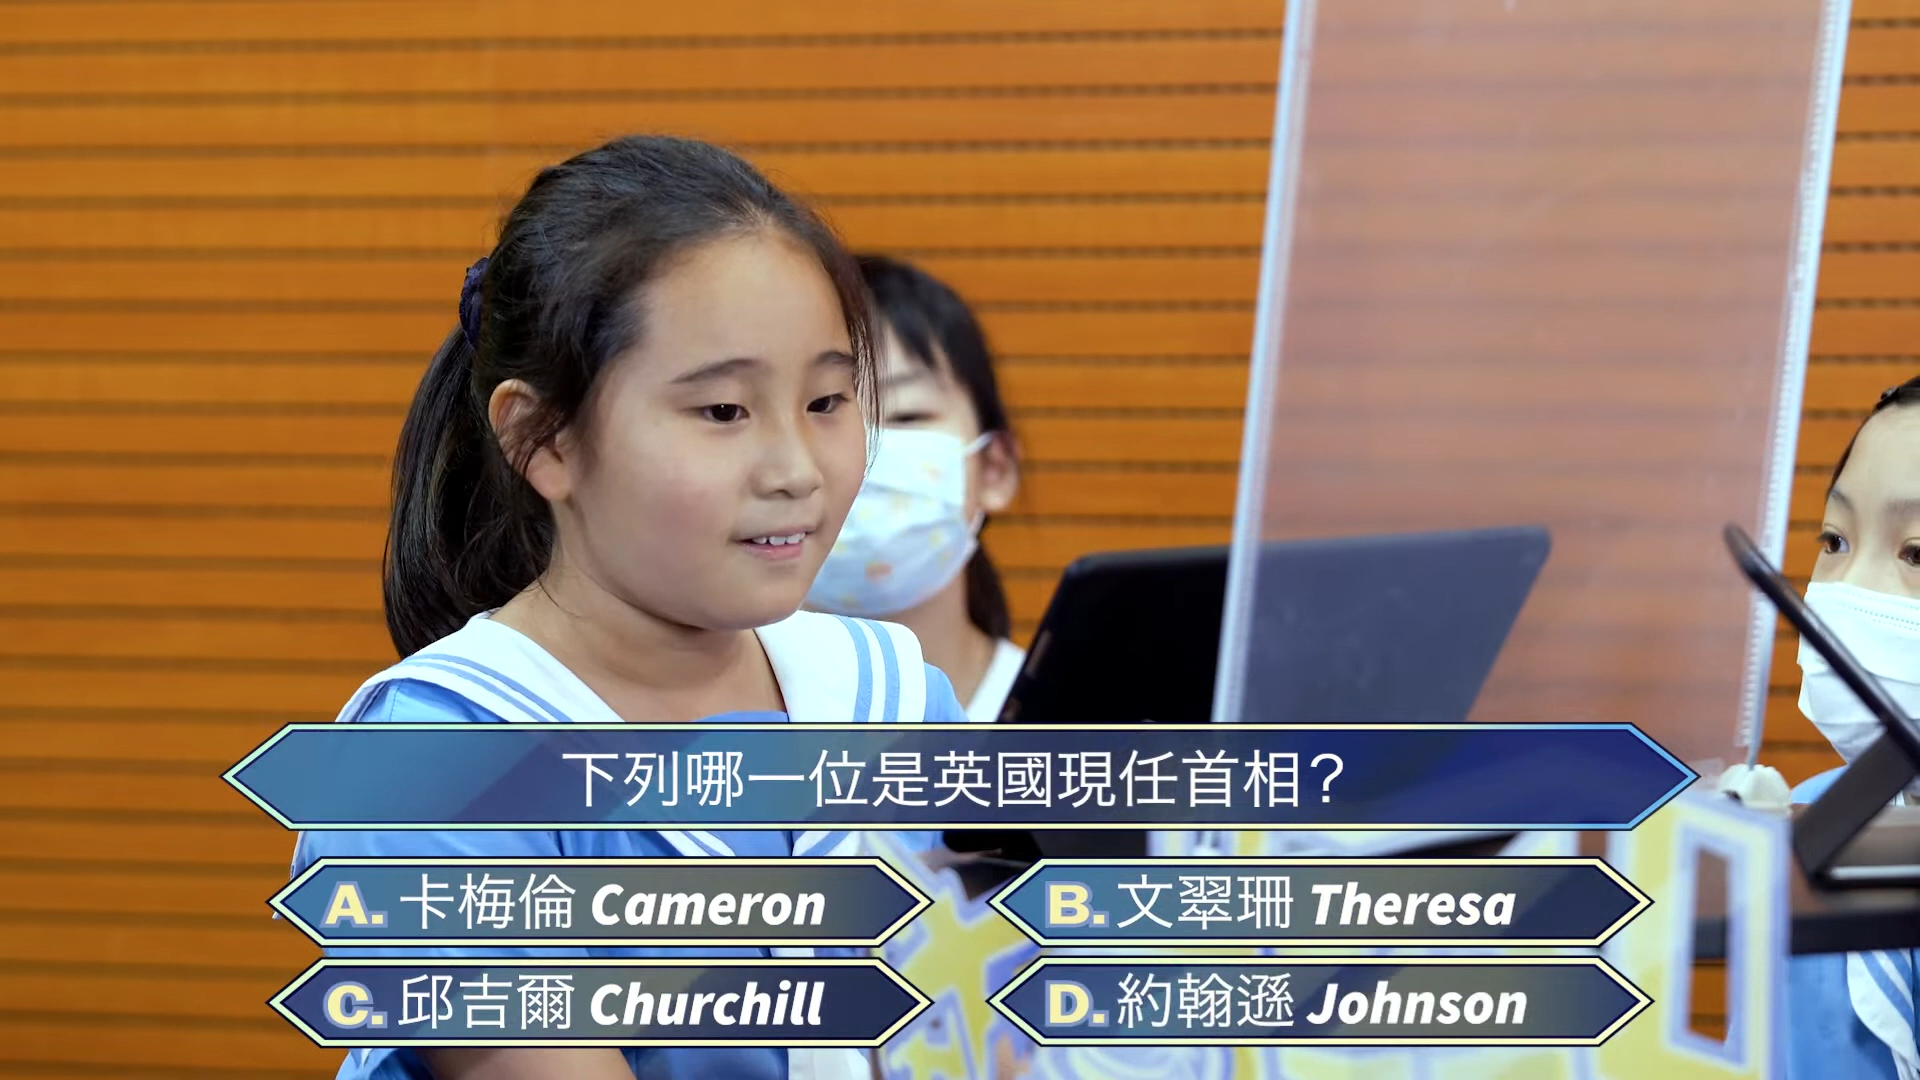 下列哪一位是英國現任首相？
A. 卡梅倫 Cameron
B. 文翠珊 Theresa
C. 邱吉爾 Churchill
D. 約翰遜 Johnson